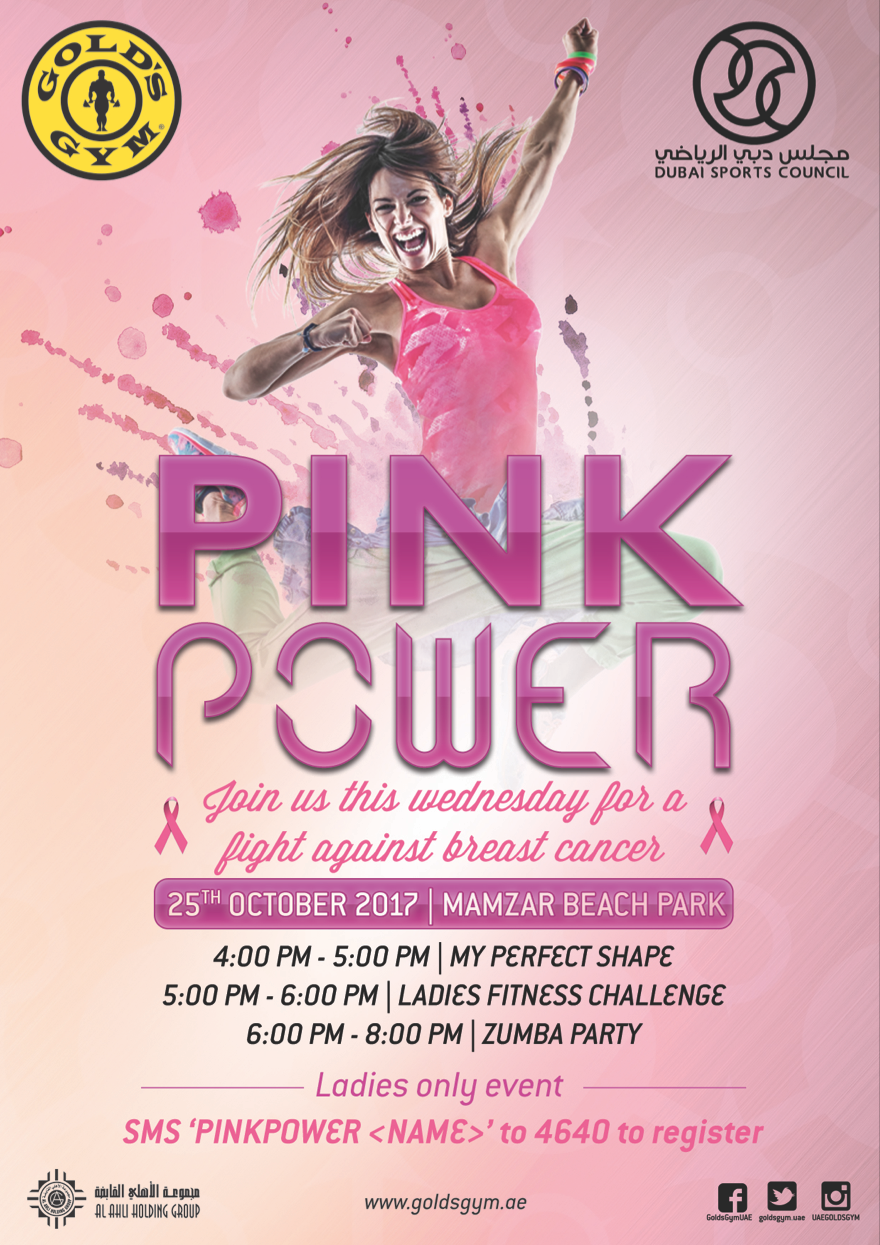 GOLD'S GYM
مجلس دبي الرياضي
DUBAI SPORTS COUNCIL
PINK
POWER
Join us this wednesday for a
fight against breast cancer
25TH OCTOBER 2017 | MAMZAR BEACH PARK
4:00 PM - 5:00 PM | MY PERFECT SHAPE
5:00 PM - 6:00 PM | LADIES FITNESS CHALLENGE
6:00 PM - 8:00 PM | ZUMBA PARTY
Ladies only event
SMS ‘PINKPOWER <NAME>’ to 4640 to register
مجموعة الأهلي القابضة
AL AHLI HOLDING GROUP
www.goldsgym.ae
GoldsGymUAE goldsgym.uae UAEGOLDSGYM